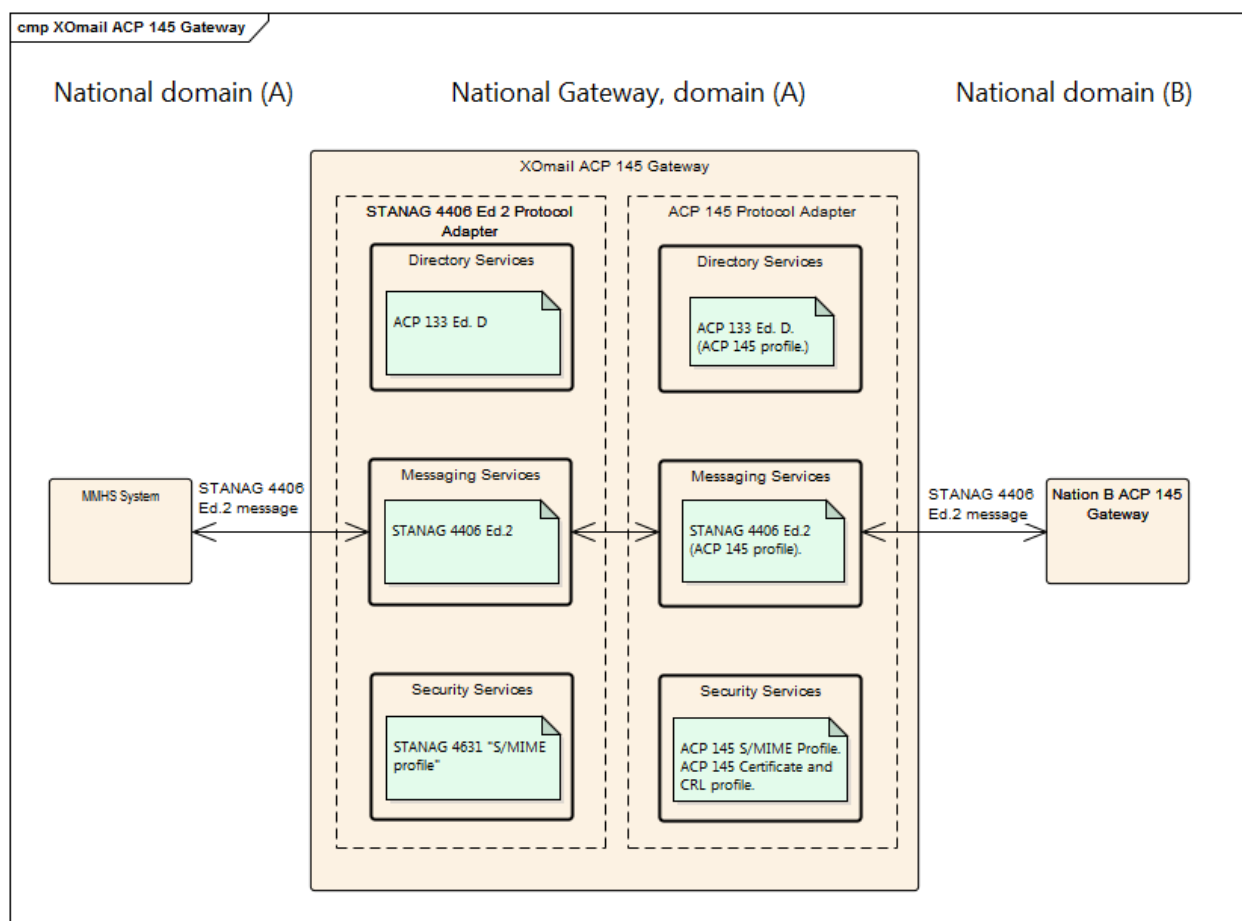 cmp XOmail ACP 145 Gateway
National domain (A)
National Gateway, domain (A)
National domain (B)
XOmail ACP 145 Gateway
STANAG 4406 Ed 2 Protocol
Adapter
Directory Services
ACP 133 Ed. D
ACP 145 Protocol Adapter
Directory Services
ACP 133 Ed. D.
(ACP 145 profile.)
MMHS System
STANAG 4406
Ed.2 message
Messaging Services
STANAG 4406 Ed.2
Messaging Services
STANAG 4406 Ed.2
(ACP 145 profile).
STANAG 4406
Ed.2 message
Nation B ACP 145
Gateway
Security Services
STANAG 4631 "S/MIME
profile"
Security Services
ACP 145 S/MIME Profile.
ACP 145 Certificate and
CRL profile.